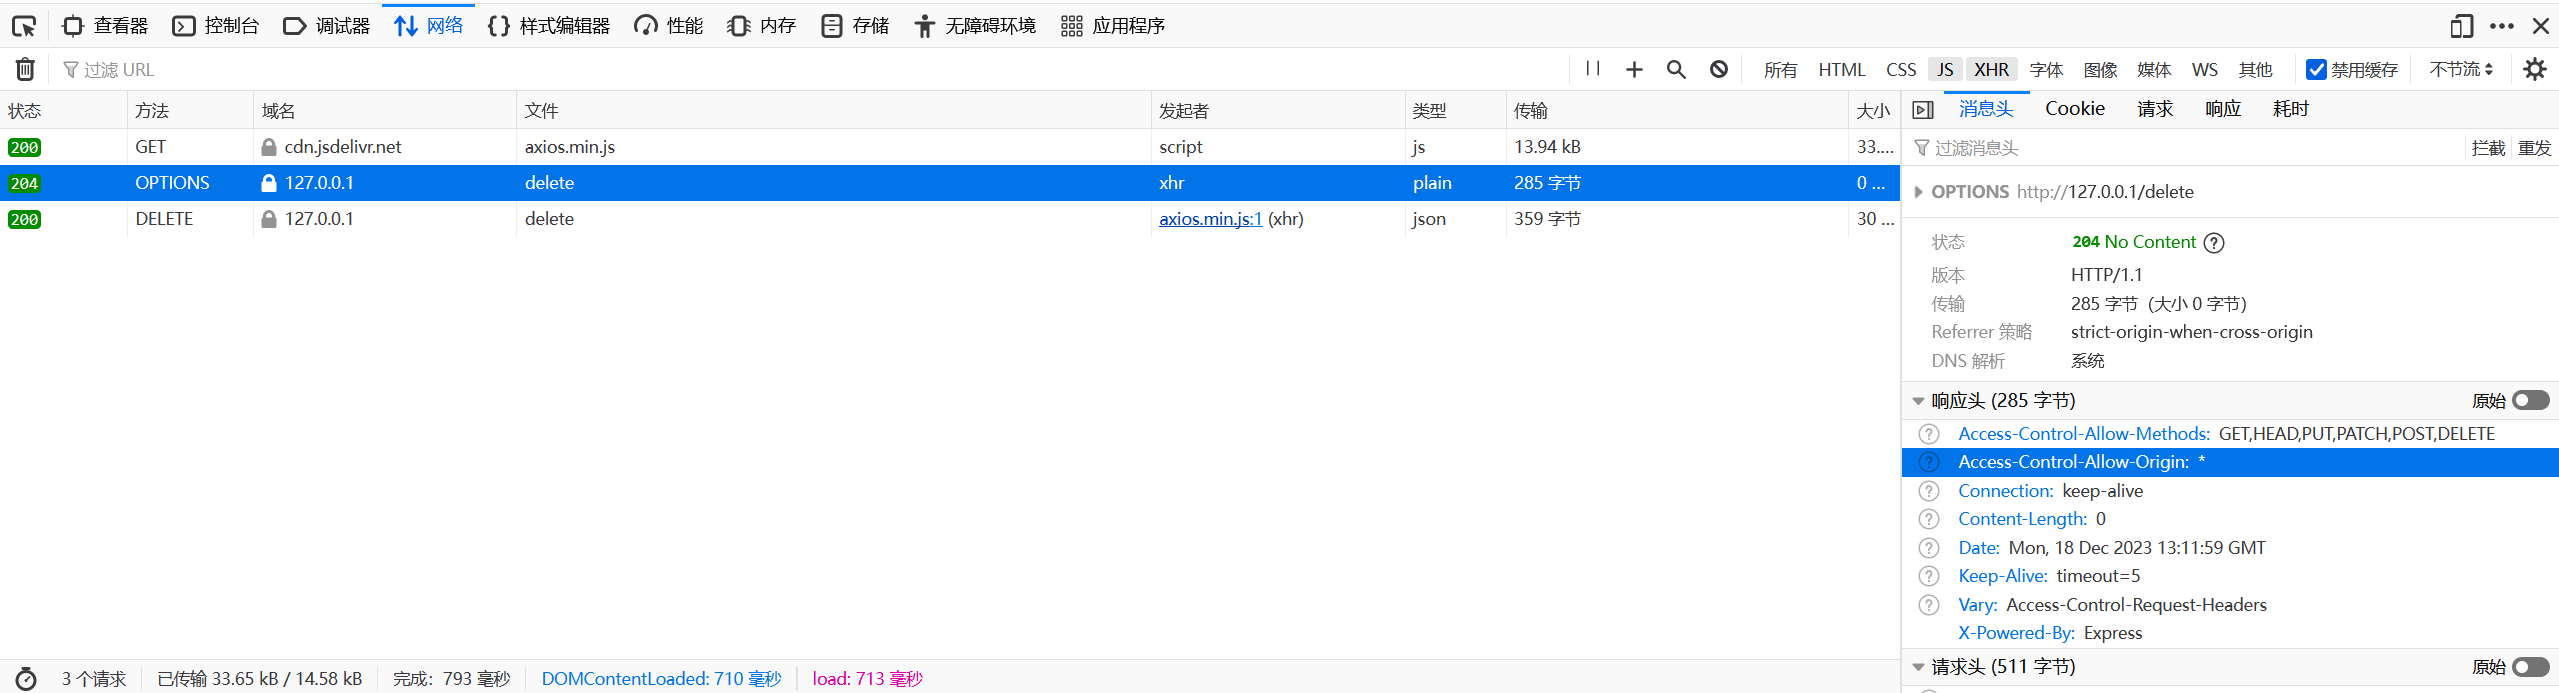 查看器 控制台 调试器 网络 样式编辑器 性能 内存 存储 无障碍环境 应用程序
过滤 URL 所有 HTML CSS JS XHR 字体 图像 媒体 WS 其他 禁用缓存 不节流
状态 方法 域名 文件 发起者 类型 传输 大小
200 GET cdn.jsdelivr.net axios.min.js script js 13.94 kB 33....
204 OPTIONS 127.0.0.1 delete xhr plain 285 字节 0 ...
200 DELETE 127.0.0.1 delete axios.min.js:1 (xhr) json 359 字节 30 ...
消息头 Cookie 请求 响应 耗时
过滤消息头 拦截 重发
OPTIONS http://127.0.0.1/delete
状态 204 No Content
版本 HTTP/1.1
传输 285 字节 (大小 0 字节)
Referrer 策略 strict-origin-when-cross-origin
DNS 解析 系统
响应头 (285 字节) 原始
Access-Control-Allow-Methods: GET,HEAD,PUT,PATCH,POST,DELETE
Access-Control-Allow-Origin: *
Connection: keep-alive
Content-Length: 0
Date: Mon, 18 Dec 2023 13:11:59 GMT
Keep-Alive: timeout=5
Vary: Access-Control-Request-Headers
X-Powered-By: Express
请求头 (511 字节) 原始
3 个请求 已传输 33.65 kB / 14.58 kB 完成: 793 毫秒 DOMContentLoaded: 710 毫秒 load: 713 毫秒